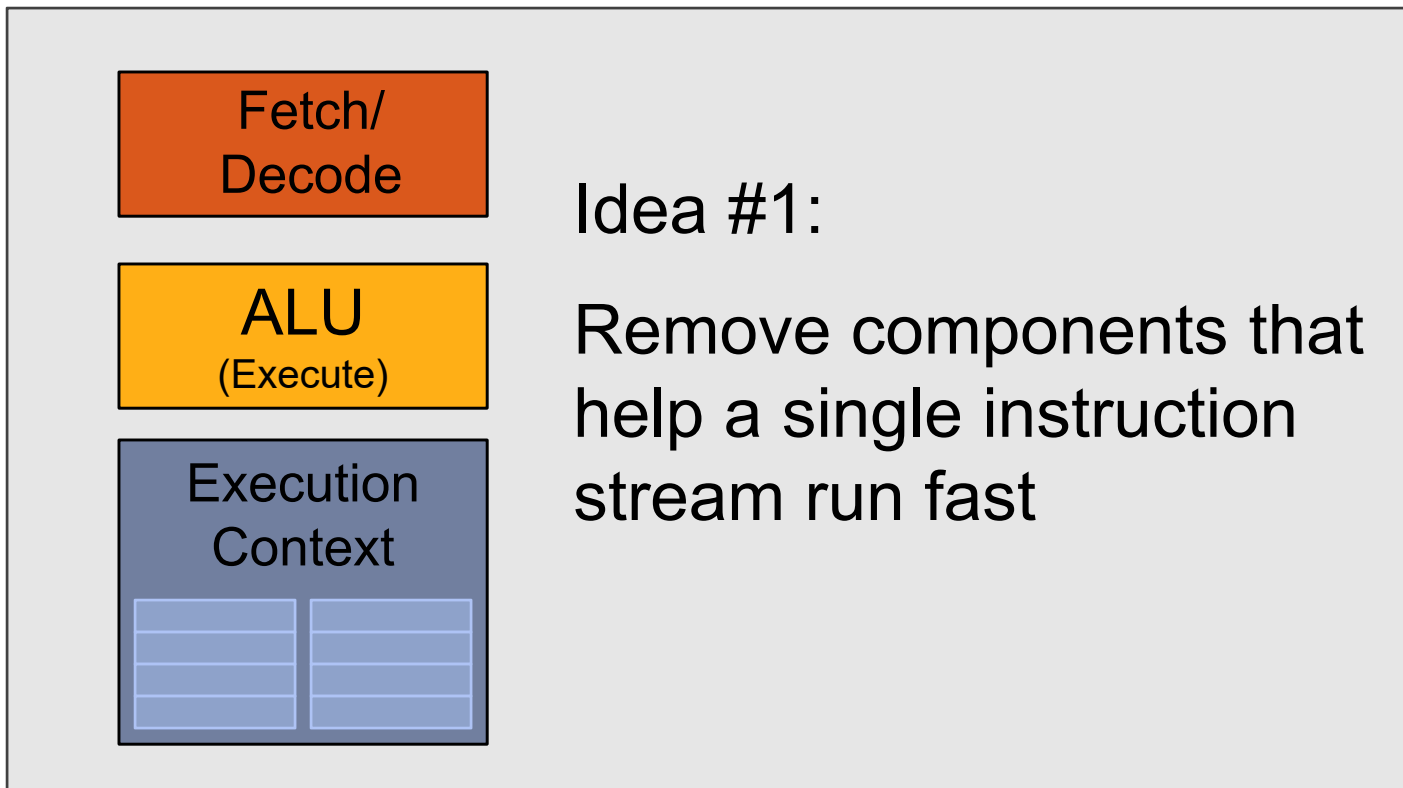 Fetch/
Decode
ALU
(Execute)
Execution
Context
Idea #1:
Remove components that
help a single instruction
stream run fast